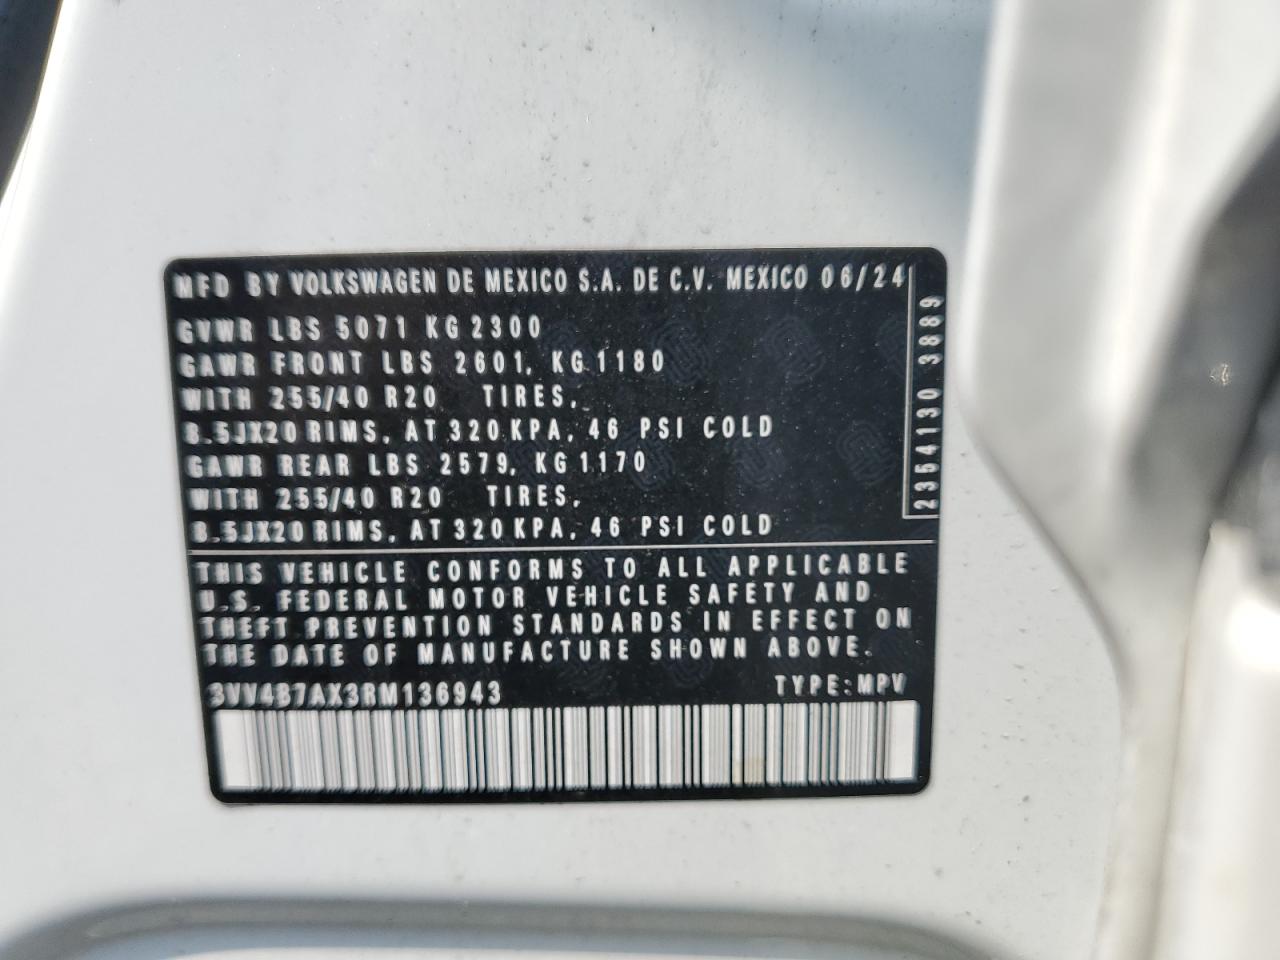 MFD BY VOLKSWAGEN DE MEXICO S.A. DE C.V. MEXICO 06/24
GVWR LBS 5071 KG 2300
GAWR FRONT LBS 2601, KG 1180
WITH 255/40 R20 TIRES,
8.5JX20 RIMS, AT 320 KPA, 46 PSI COLD
GAWR REAR LBS 2579, KG 1170
WITH 255/40 R20 TIRES,
8.5JX20 RIMS, AT 320 KPA, 46 PSI COLD
2354130 3889
THIS VEHICLE CONFORMS TO ALL APPLICABLE
U.S. FEDERAL MOTOR VEHICLE SAFETY AND
THEFT PREVENTION STANDARDS IN EFFECT ON
THE DATE OF MANUFACTURE SHOWN ABOVE.
3VV4B7AX3RM136943 TYPE:MPV